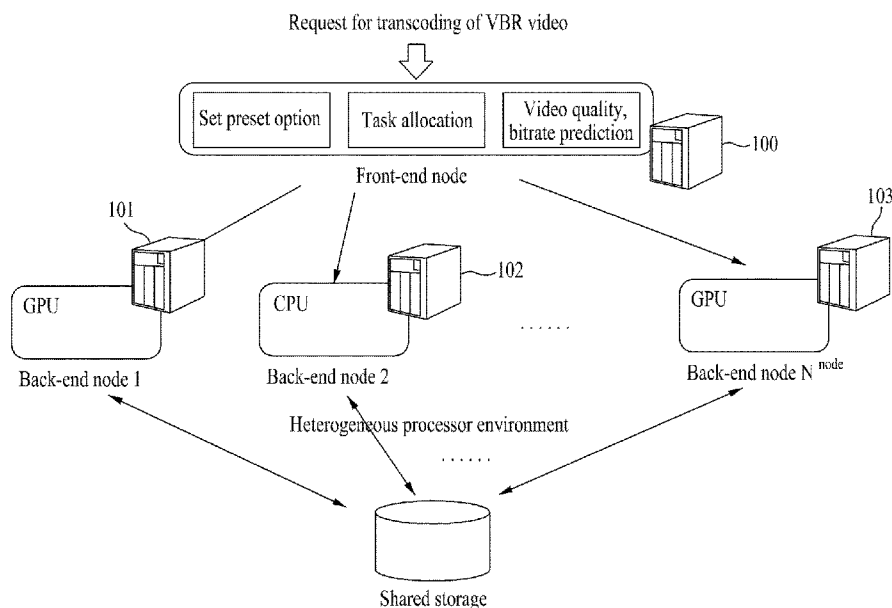 Request for transcoding of VBR video
Set preset option
Task allocation
Video quality,
bitrate prediction
100
Front-end node
101
102
103
GPU
CPU
GPU
......
Back-end node 1
Back-end node 2
Back-end node N^node
Heterogeneous processor environment
......
Shared storage